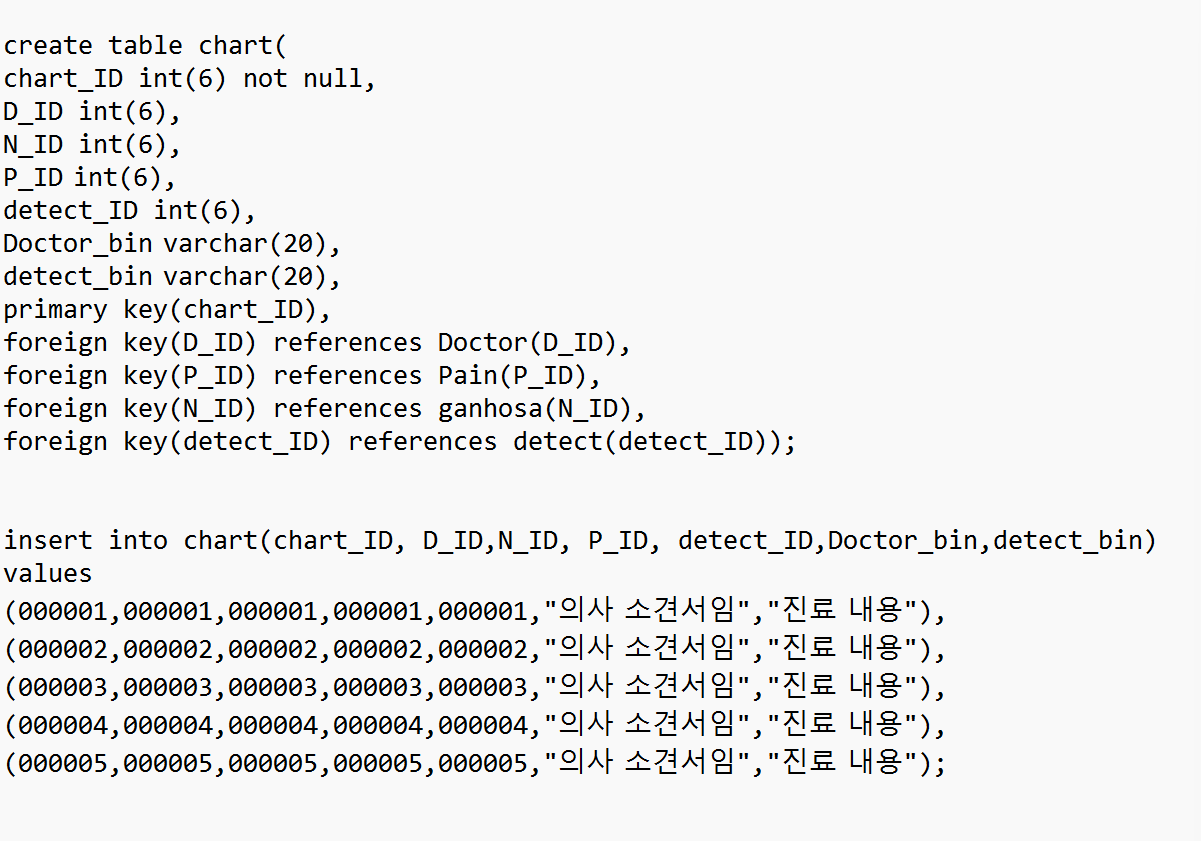 create table chart(
chart_ID int(6) not null,
D_ID int(6),
N_ID int(6),
P_ID int(6),
detect_ID int(6),
Doctor_bin varchar(20),
detect_bin varchar(20),
primary key(chart_ID),
foreign key(D_ID) references Doctor(D_ID),
foreign key(P_ID) references Pain(P_ID),
foreign key(N_ID) references ganhosa(N_ID),
foreign key(detect_ID) references detect(detect_ID));
insert into chart(chart_ID, D_ID,N_ID, P_ID, detect_ID,Doctor_bin,detect_bin)
values
(000001,000001,000001,000001,000001,"의사 소견서임","진료 내용"),
(000002,000002,000002,000002,000002,"의사 소견서임","진료 내용"),
(000003,000003,000003,000003,000003,"의사 소견서임","진료 내용"),
(000004,000004,000004,000004,000004,"의사 소견서임","진료 내용"),
(000005,000005,000005,000005,000005,"의사 소견서임","진료 내용");